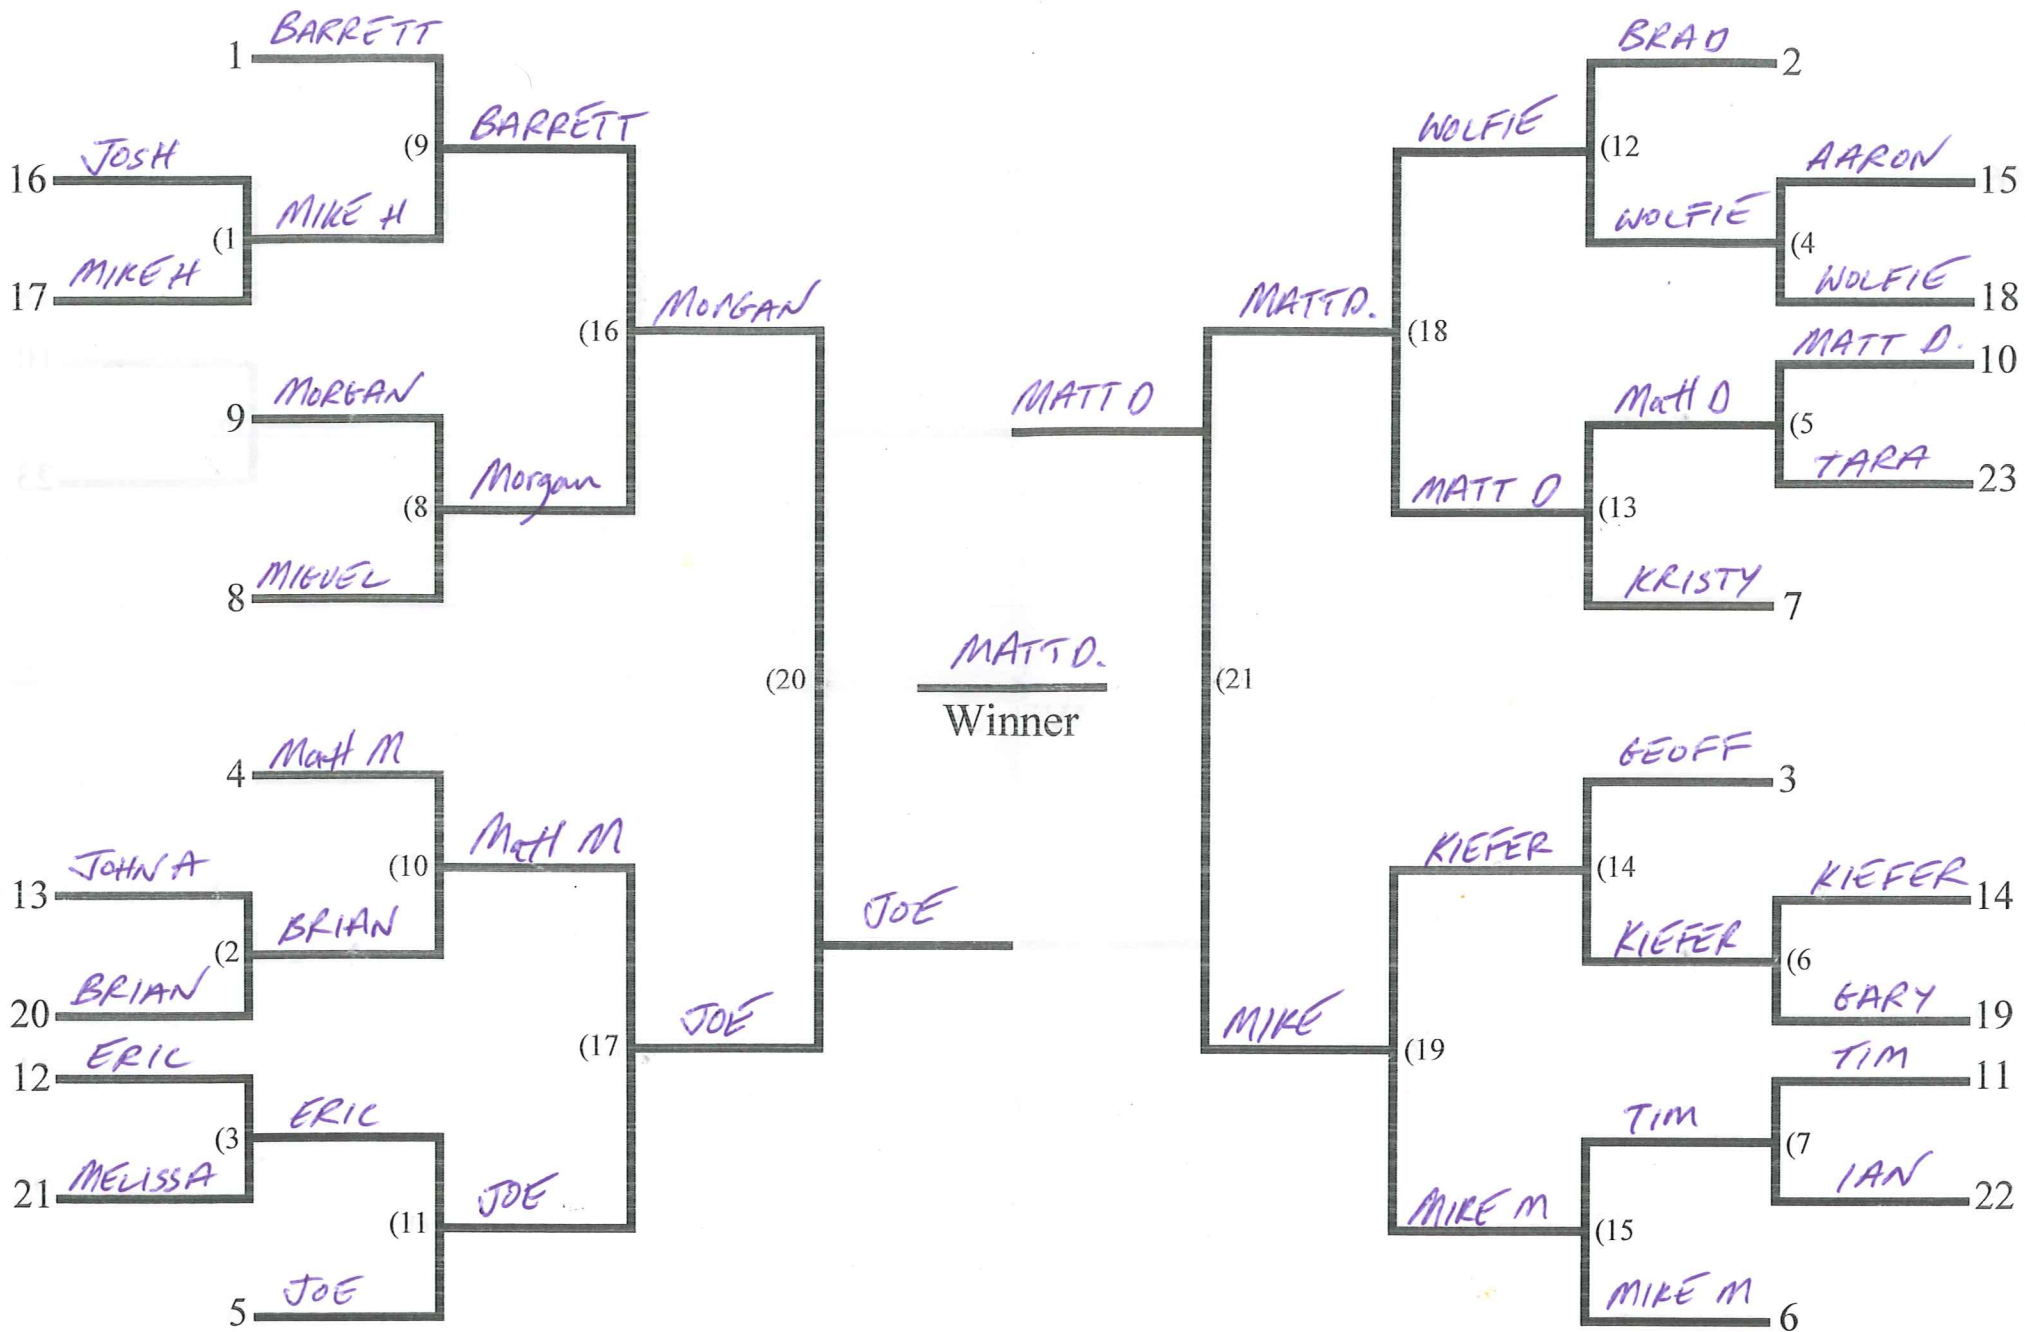 1 BARRETT
16 JOSH
(1 MIKE H
17 MIKE H
(9 BARRETT
9 MORGAN
(8 Morgan
8 MIGUEL
(16 MORGAN
4 Matt M
13 JOHN A
(2 BRIAN
20 BRIAN
(10 Matt M
12 ERIC
(3 ERIC
21 MELISSA
(11 JOE
5 JOE
(17 JOE
(20 JOE
MATT D
MATT D.
Winner
BRAD 2
WOLFIE (12
AARON 15
WOLFIE (4
WOLFIE 18
MATT D. (18
MATT D. 10
Matt D (5
TARA 23
MATT D (13
KRISTY 7
(21
GEOFF 3
KIEFER (14
KIEFER 14
KIEFER (6
GARY 19
MIKE (19
TIM 11
TIM (7
IAN 22
MIKE M (15
MIKE M 6